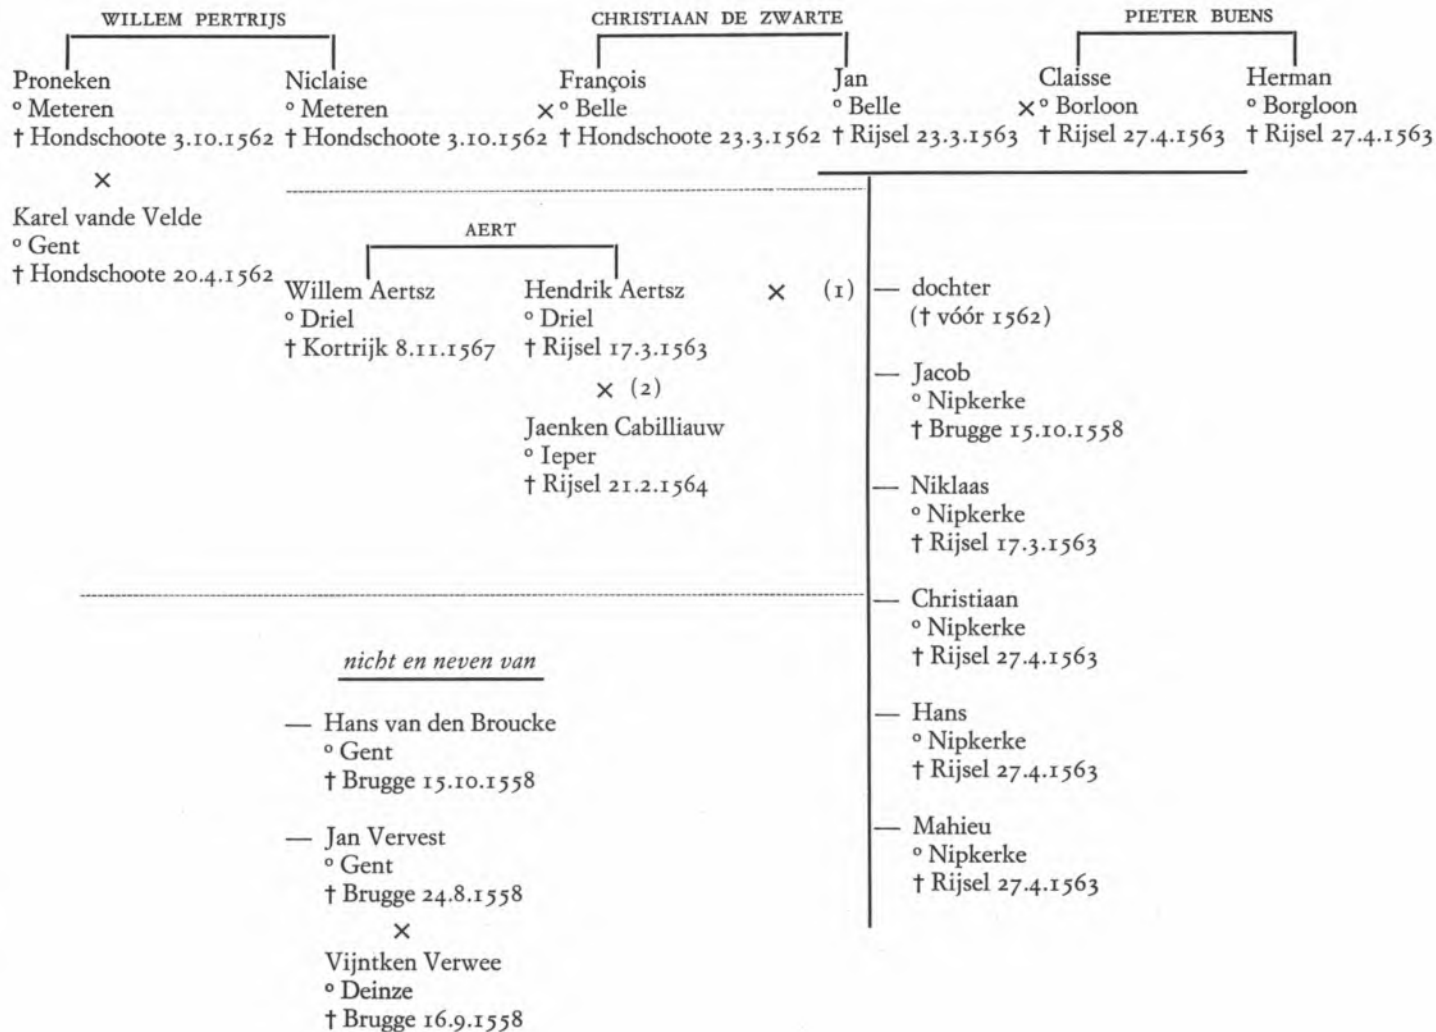 WILLEM PERTRIJS
CHRISTIAAN DE ZWARTE
PIETER BUENS
Proneken
º Meteren
† Hondschoote 3.10.1562
Niclaise
º Meteren
† Hondschoote 3.10.1562
×
François
º Belle
† Hondschoote 23.3.1562
Jan
º Belle
† Rijsel 23.3.1563
×
Claisse
º Borloon
† Rijsel 27.4.1563
Herman
º Borgloon
† Rijsel 27.4.1563
×
Karel vande Velde
º Gent
† Hondschoote 20.4.1562
AERT
Willem Aertsz
º Driel
† Kortrijk 8.11.1567
Hendrik Aertsz
º Driel
† Rijsel 17.3.1563
× (1) — dochter
(† vóór 1562)
× (2)
Jaenken Cabilliauw
º Ieper
† Rijsel 21.2.1564
— Jacob
º Nipkerke
† Brugge 15.10.1558
— Niklaas
º Nipkerke
† Rijsel 17.3.1563
— Christiaan
º Nipkerke
† Rijsel 27.4.1563
— Hans
º Nipkerke
† Rijsel 27.4.1563
— Mahieu
º Nipkerke
† Rijsel 27.4.1563
nicht en neven van
— Hans van den Broucke
º Gent
† Brugge 15.10.1558
— Jan Vervest
º Gent
† Brugge 24.8.1558
×
Vijntken Verwee
º Deinze
† Brugge 16.9.1558